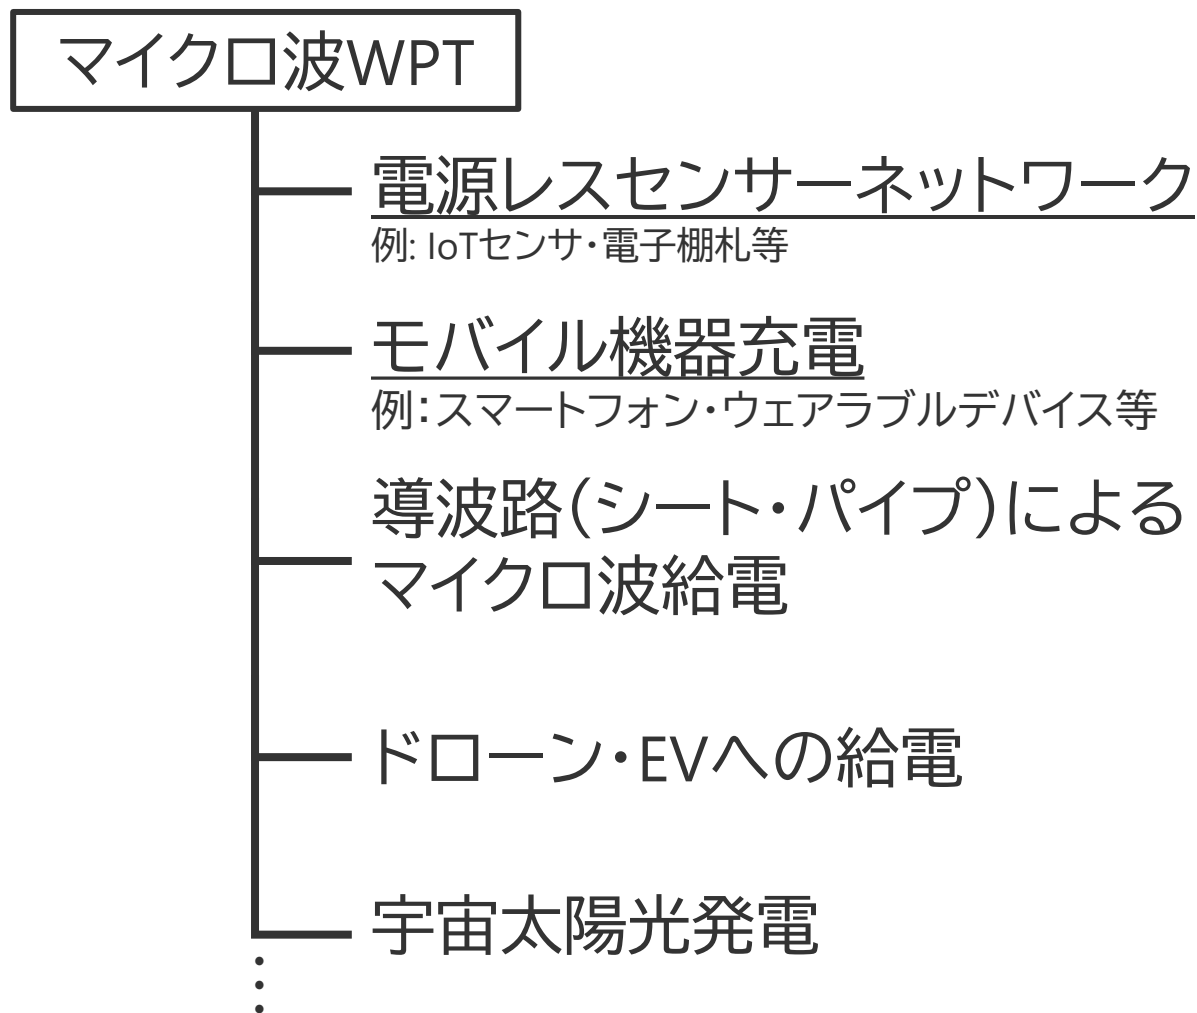 マイクロ波WPT
電源レスセンサーネットワーク
例: IoTセンサ・電子棚札等
モバイル機器充電
例：スマートフォン・ウェアラブルデバイス等
導波路(シート・パイプ)による
マイクロ波給電
ドローン・EVへの給電
宇宙太陽光発電